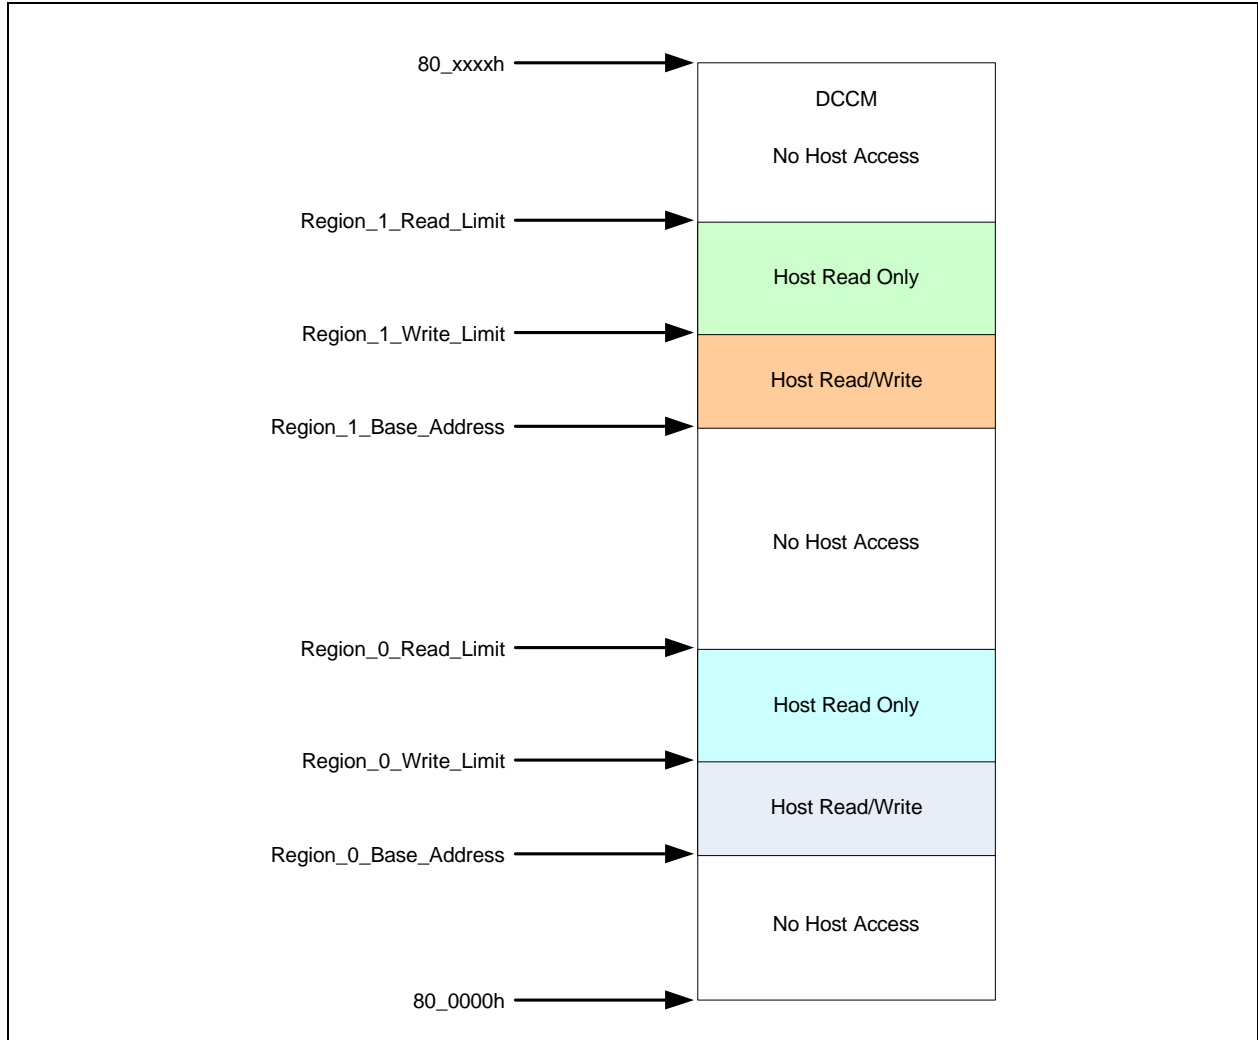 80_xxxxh
DCCM
No Host Access
Region_1_Read_Limit
Host Read Only
Region_1_Write_Limit
Host Read/Write
Region_1_Base_Address
No Host Access
Region_0_Read_Limit
Host Read Only
Region_0_Write_Limit
Host Read/Write
Region_0_Base_Address
No Host Access
80_0000h